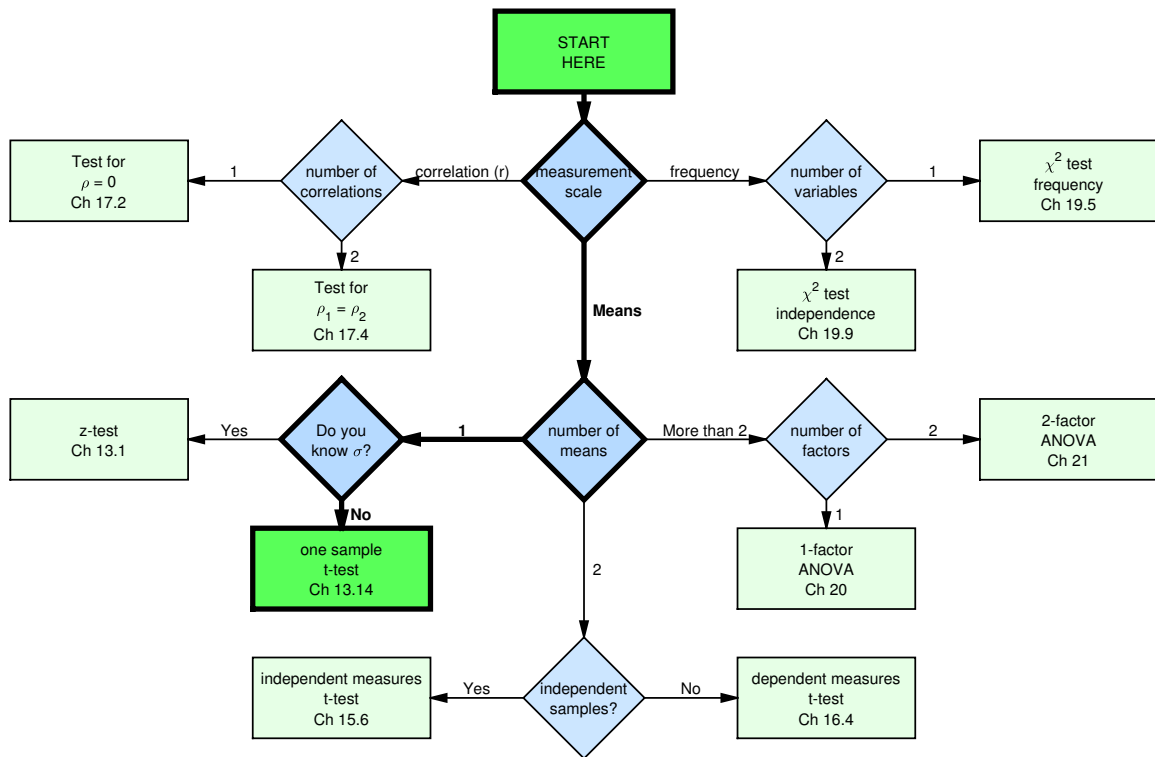 START
HERE
Test for
ρ = 0
Ch 17.2
1
number of
correlations
correlation (r)
measurement
scale
frequency
number of
variables
1
χ² test
frequency
Ch 19.5
2
Test for
ρ₁ = ρ₂
Ch 17.4
Means
2
χ² test
independence
Ch 19.9
z-test
Ch 13.1
Yes
Do you
know σ?
1
number of
means
More than 2
number of
factors
2
2-factor
ANOVA
Ch 21
No
one sample
t-test
Ch 13.14
2
1
1-factor
ANOVA
Ch 20
independent measures
t-test
Ch 15.6
Yes
independent
samples?
No
dependent measures
t-test
Ch 16.4